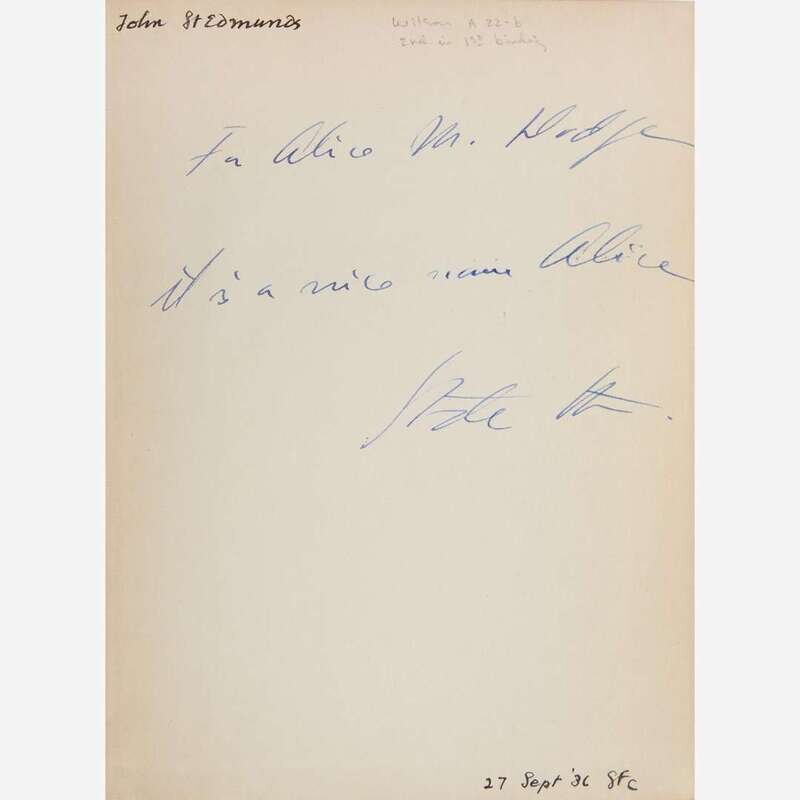 John St Edmunds
Wilson A 22-b
2nd in 1st binding
For Alice M. Hodge
it is a nice name Alice
27 Sept '36